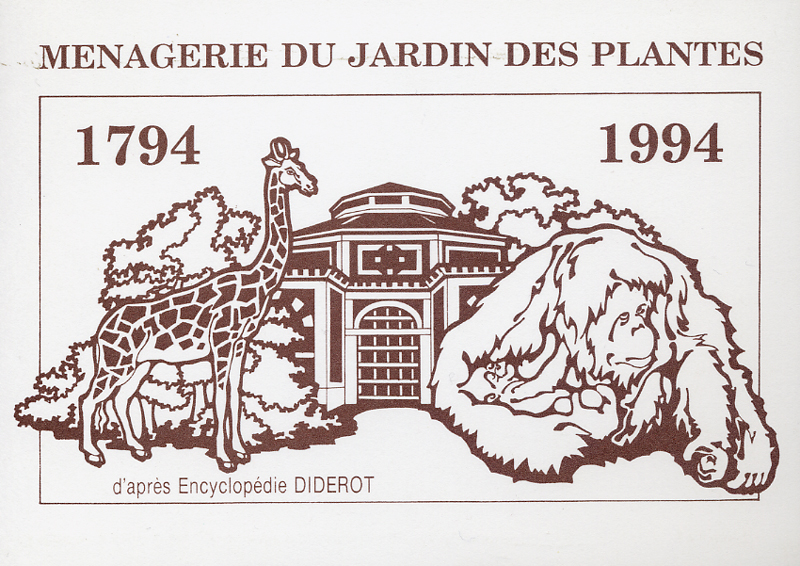 MENAGERIE DU JARDIN DES PLANTES
1794
1994
d'après Encyclopédie DIDEROT